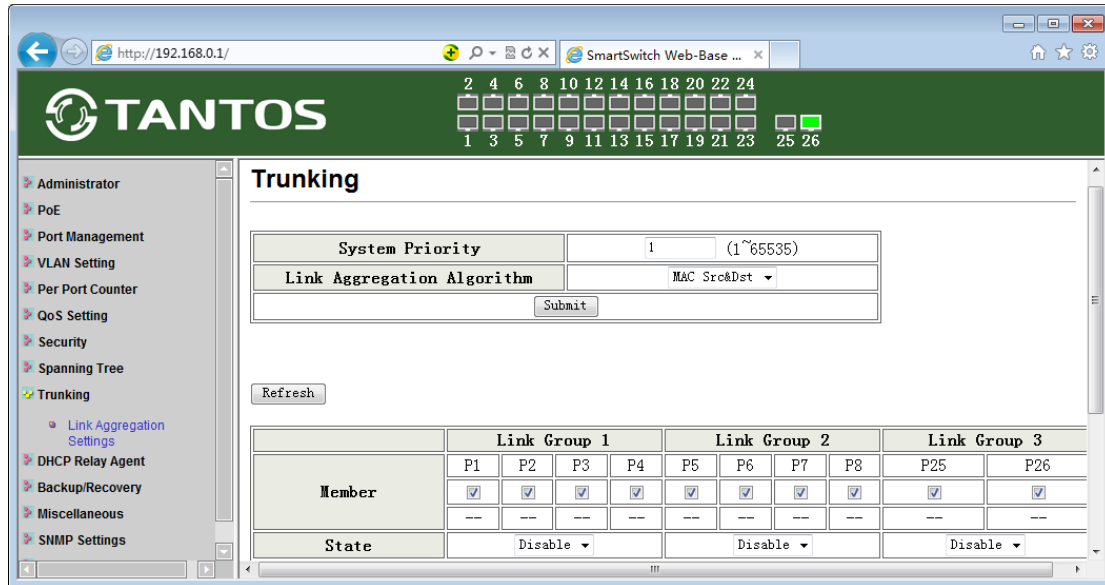 http://192.168.0.1/
SmartSwitch Web-Base ...
TANTOS
2 4 6 8 10 12 14 16 18 20 22 24
1 3 5 7 9 11 13 15 17 19 21 23 25 26
Administrator
PoE
Port Management
VLAN Setting
Per Port Counter
QoS Setting
Security
Spanning Tree
Trunking
Link Aggregation
Settings
DHCP Relay Agent
Backup/Recovery
Miscellaneous
SNMP Settings
Trunking
System Priority 1 (1~65535)
Link Aggregation Algorithm MAC Src&Dst
Submit
Refresh
Link Group 1 Link Group 2 Link Group 3
P1 P2 P3 P4 P5 P6 P7 P8 P25 P26
Member
-- -- -- -- -- -- -- -- -- --
State Disable Disable Disable